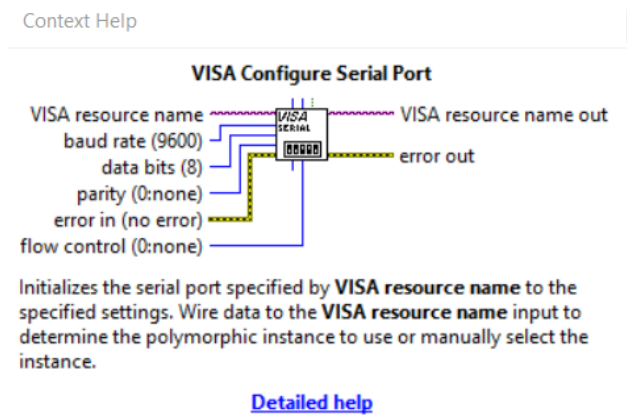 Context Help
VISA Configure Serial Port
VISA resource name
VISA resource name out
VISA
SERIAL
baud rate (9600)
error out
data bits (8)
parity (0:none)
error in (no error)
flow control (0:none)
Initializes the serial port specified by VISA resource name to the
specified settings. Wire data to the VISA resource name input to
determine the polymorphic instance to use or manually select the
instance.
Detailed help